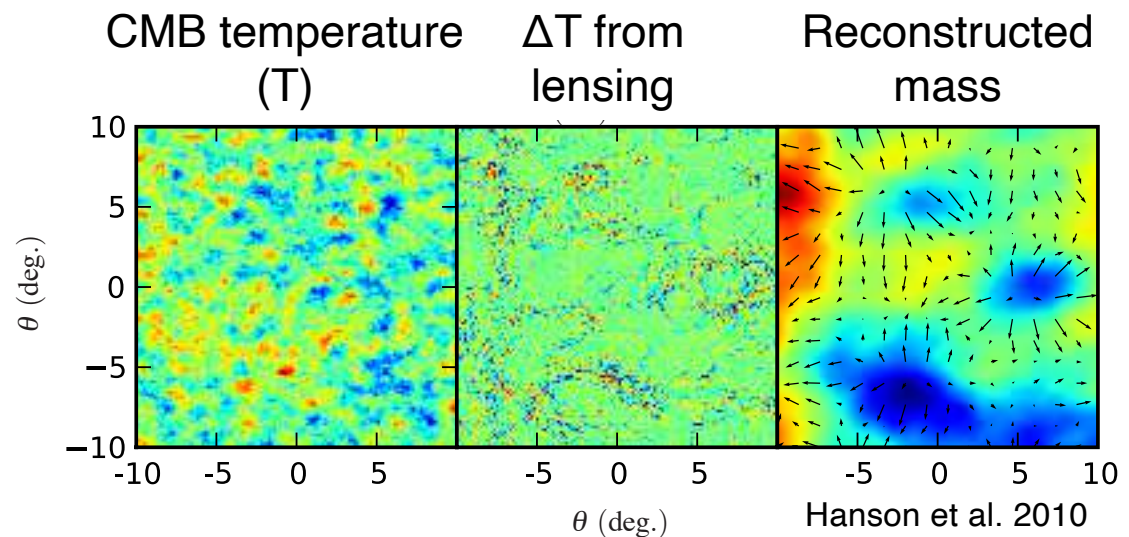 CMB temperature
(T)
ΔT from
lensing
Reconstructed
mass
10
5
0
−5
−10
θ (deg.)
-10 -5 0 5
-5 0 5
-5 0 5 10
θ (deg.)
Hanson et al. 2010